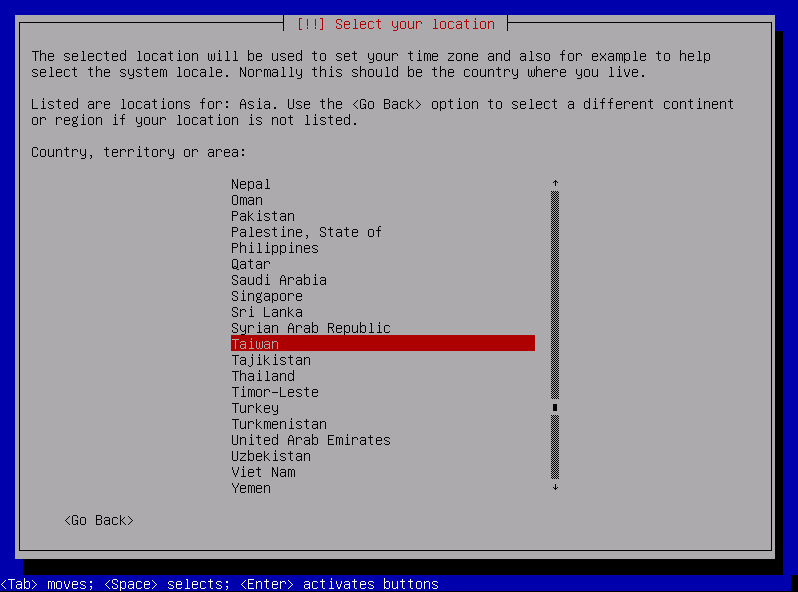 [!!] Select your location
The selected location will be used to set your time zone and also for example to help
select the system locale. Normally this should be the country where you live.
Listed are locations for: Asia. Use the <Go Back> option to select a different continent
or region if your location is not listed.
Country, territory or area:
Nepal
Oman
Pakistan
Palestine, State of
Philippines
Qatar
Saudi Arabia
Singapore
Sri Lanka
Syrian Arab Republic
Taiwan
Tajikistan
Thailand
Timor-Leste
Turkey
Turkmenistan
United Arab Emirates
Uzbekistan
Viet Nam
Yemen
<Go Back>
<Tab> moves; <Space> selects; <Enter> activates buttons